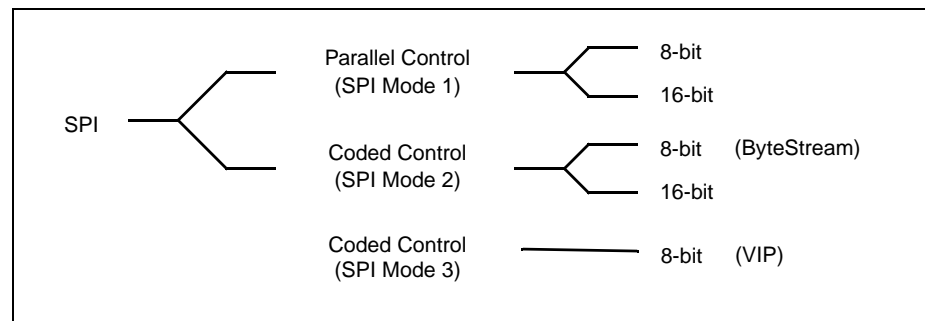 SPI
Parallel Control
(SPI Mode 1)
8-bit
16-bit
Coded Control
(SPI Mode 2)
8-bit (ByteStream)
16-bit
Coded Control
(SPI Mode 3)
8-bit (VIP)